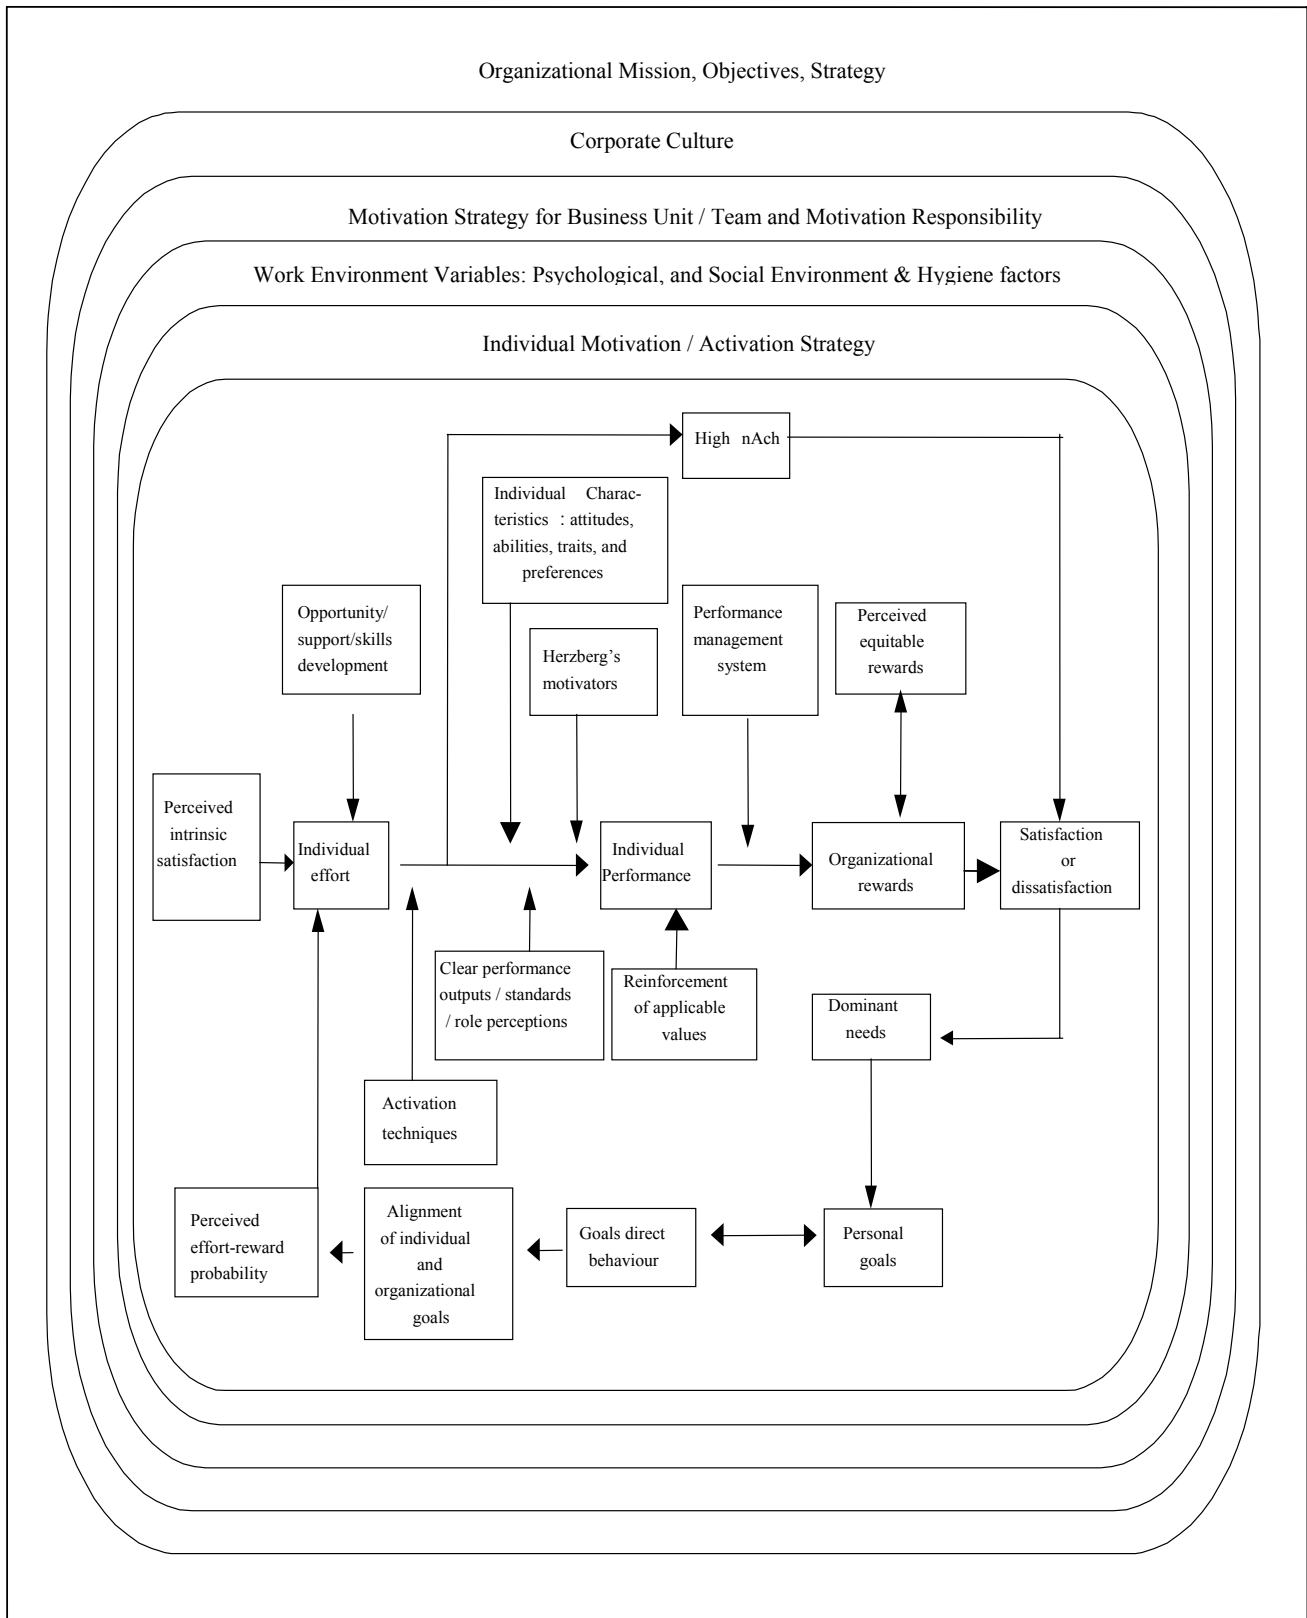 Organizational Mission, Objectives, Strategy
Corporate Culture
Motivation Strategy for Business Unit / Team and Motivation Responsibility
Work Environment Variables: Psychological, and Social Environment & Hygiene factors
Individual Motivation / Activation Strategy
High nAch
Individual Charac-
teristics : attitudes,
abilities, traits, and
preferences
Opportunity/
support/skills
development
Herzberg’s
motivators
Performance
management
system
Perceived
equitable
rewards
Perceived
intrinsic
satisfaction
Individual
effort
Individual
Performance
Organizational
rewards
Satisfaction
or
dissatisfaction
Clear performance
outputs / standards
/ role perceptions
Reinforcement
of applicable
values
Dominant
needs
Activation
techniques
Perceived
effort-reward
probability
Alignment
of individual
and
organizational
goals
Goals direct
behaviour
Personal
goals